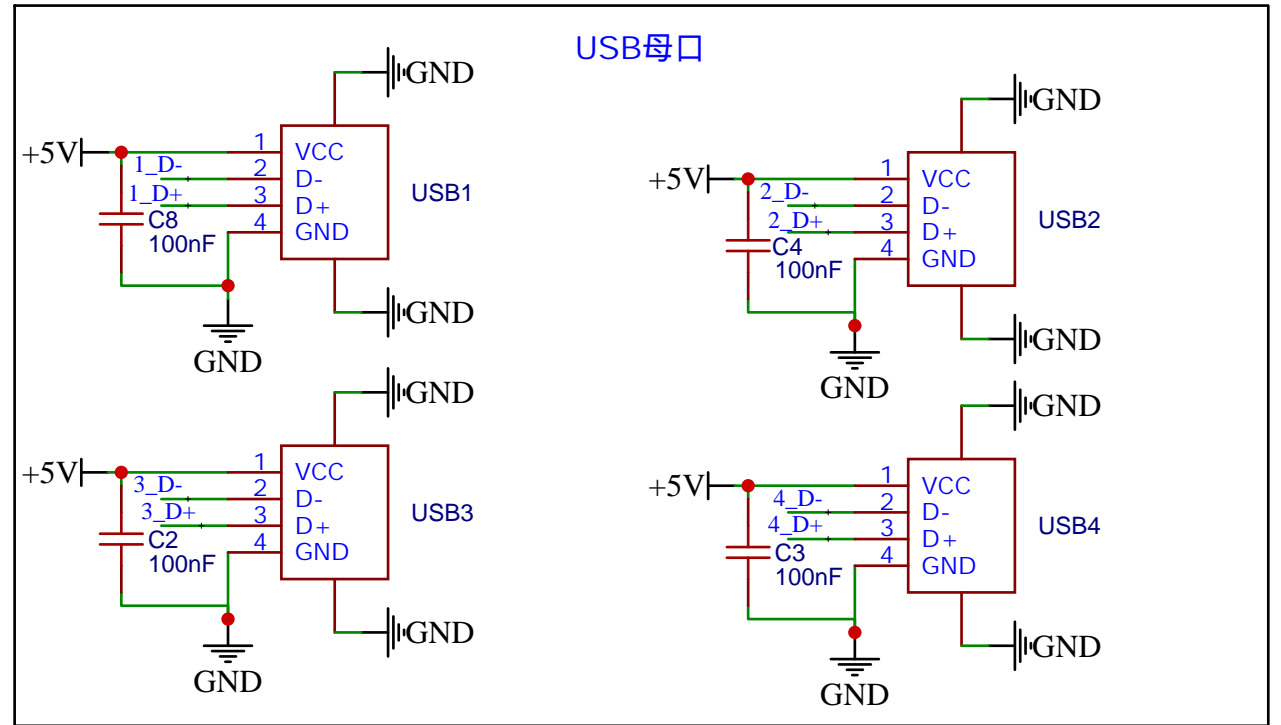 USB母口
GND
+5V
1_D-
1_D+
1
2
3
4
VCC
D-
D+
GND
USB1
C8
100nF
GND
GND
GND
+5V
2_D-
2_D+
1
2
3
4
VCC
D-
D+
GND
USB2
C4
100nF
GND
GND
GND
+5V
3_D-
3_D+
1
2
3
4
VCC
D-
D+
GND
USB3
C2
100nF
GND
GND
GND
+5V
4_D-
4_D+
1
2
3
4
VCC
D-
D+
GND
USB4
C3
100nF
GND
GND